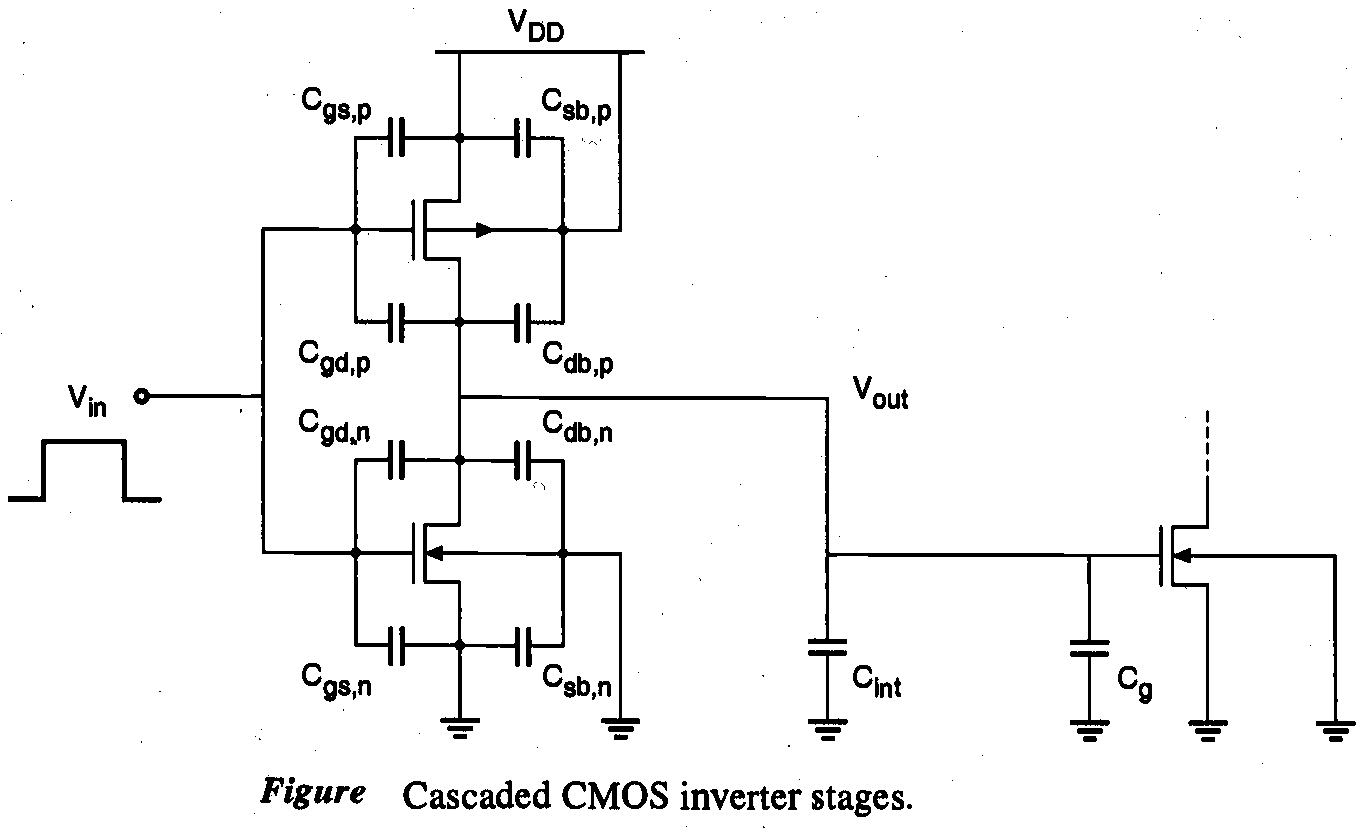 V_DD
C_gs,p
C_sb,p
C_gd,p
C_db,p
V_in
V_out
C_gd,n
C_db,n
C_gs,n
C_sb,n
C_int
C_g
Figure Cascaded CMOS inverter stages.